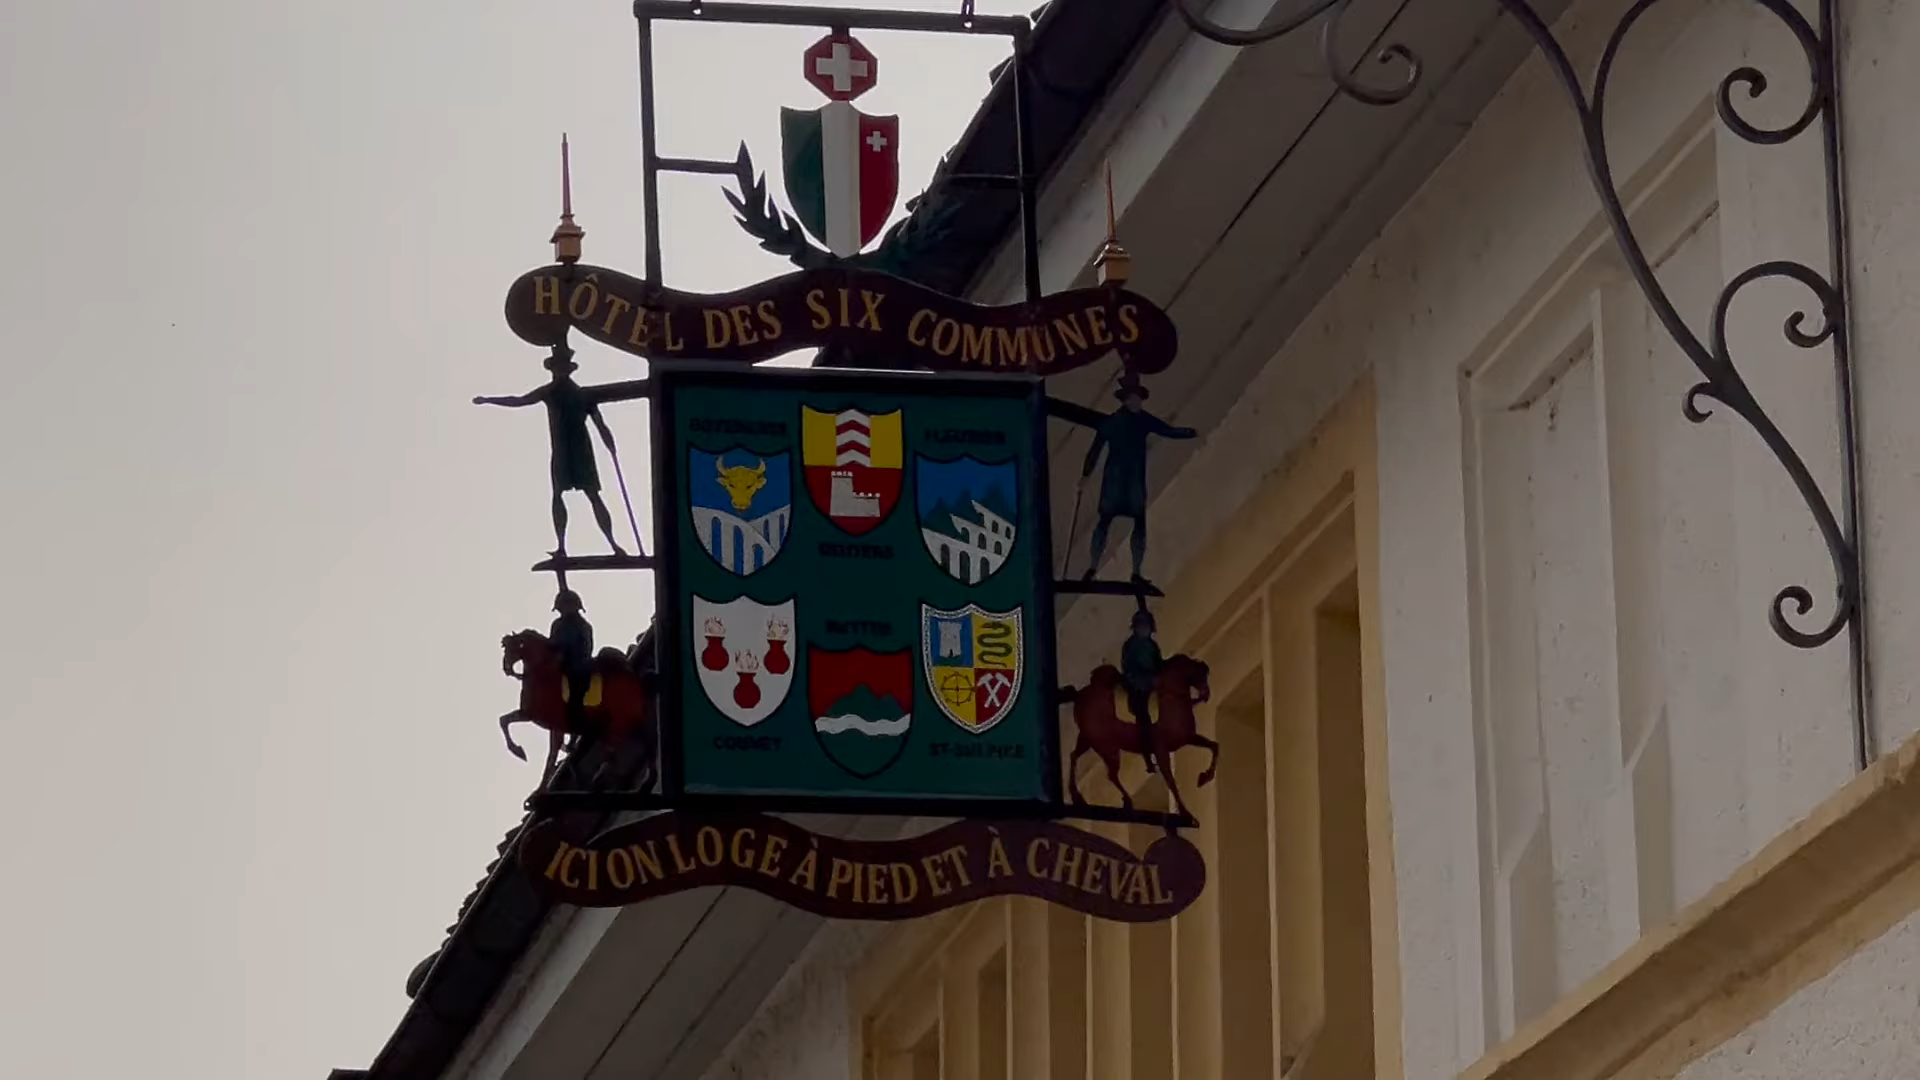 HÔTEL DES SIX COMMUNES
FLEURIER
MÔTIERS
BUTTES
COUVET
ST-SULPICE
ICI ON LOGE À PIED ET À CHEVAL